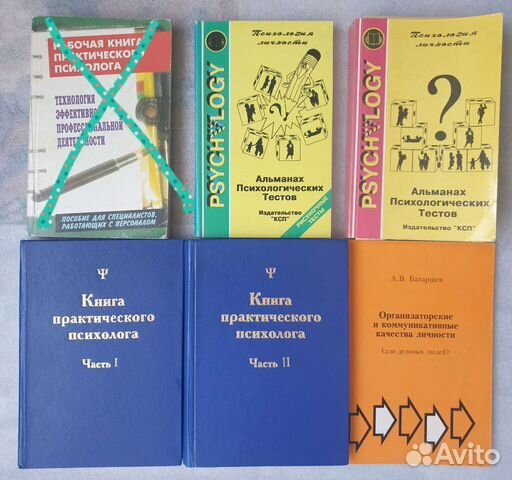 РАБОЧАЯ КНИГА
ПРАКТИЧЕСКОГО
ПСИХОЛОГА
ТЕХНОЛОГИЯ
ЭФФЕКТИВНОЙ
ПРОФЕССИОНАЛЬНОЙ
ДЕЯТЕЛЬНОСТИ
ПОСОБИЕ ДЛЯ СПЕЦИАЛИСТОВ,
РАБОТАЮЩИХ С ПЕРСОНАЛОМ
PSYCHOLOGY
Психология
личности
Альманах
Психологических
Тестов
Издательство "КСП"
РИСУНОЧНЫЕ
ТЕСТЫ
PSYCHOLOGY
Психология
личности
?
Альманах
Психологических
Тестов
Издательство "КСП"
Ψ
Книга
практического
психолога
Часть I
Ψ
Книга
практического
психолога
Часть II
А.В. Батаршев
Организаторские
и коммуникативные
качества личности
(для деловых людей)
Avito